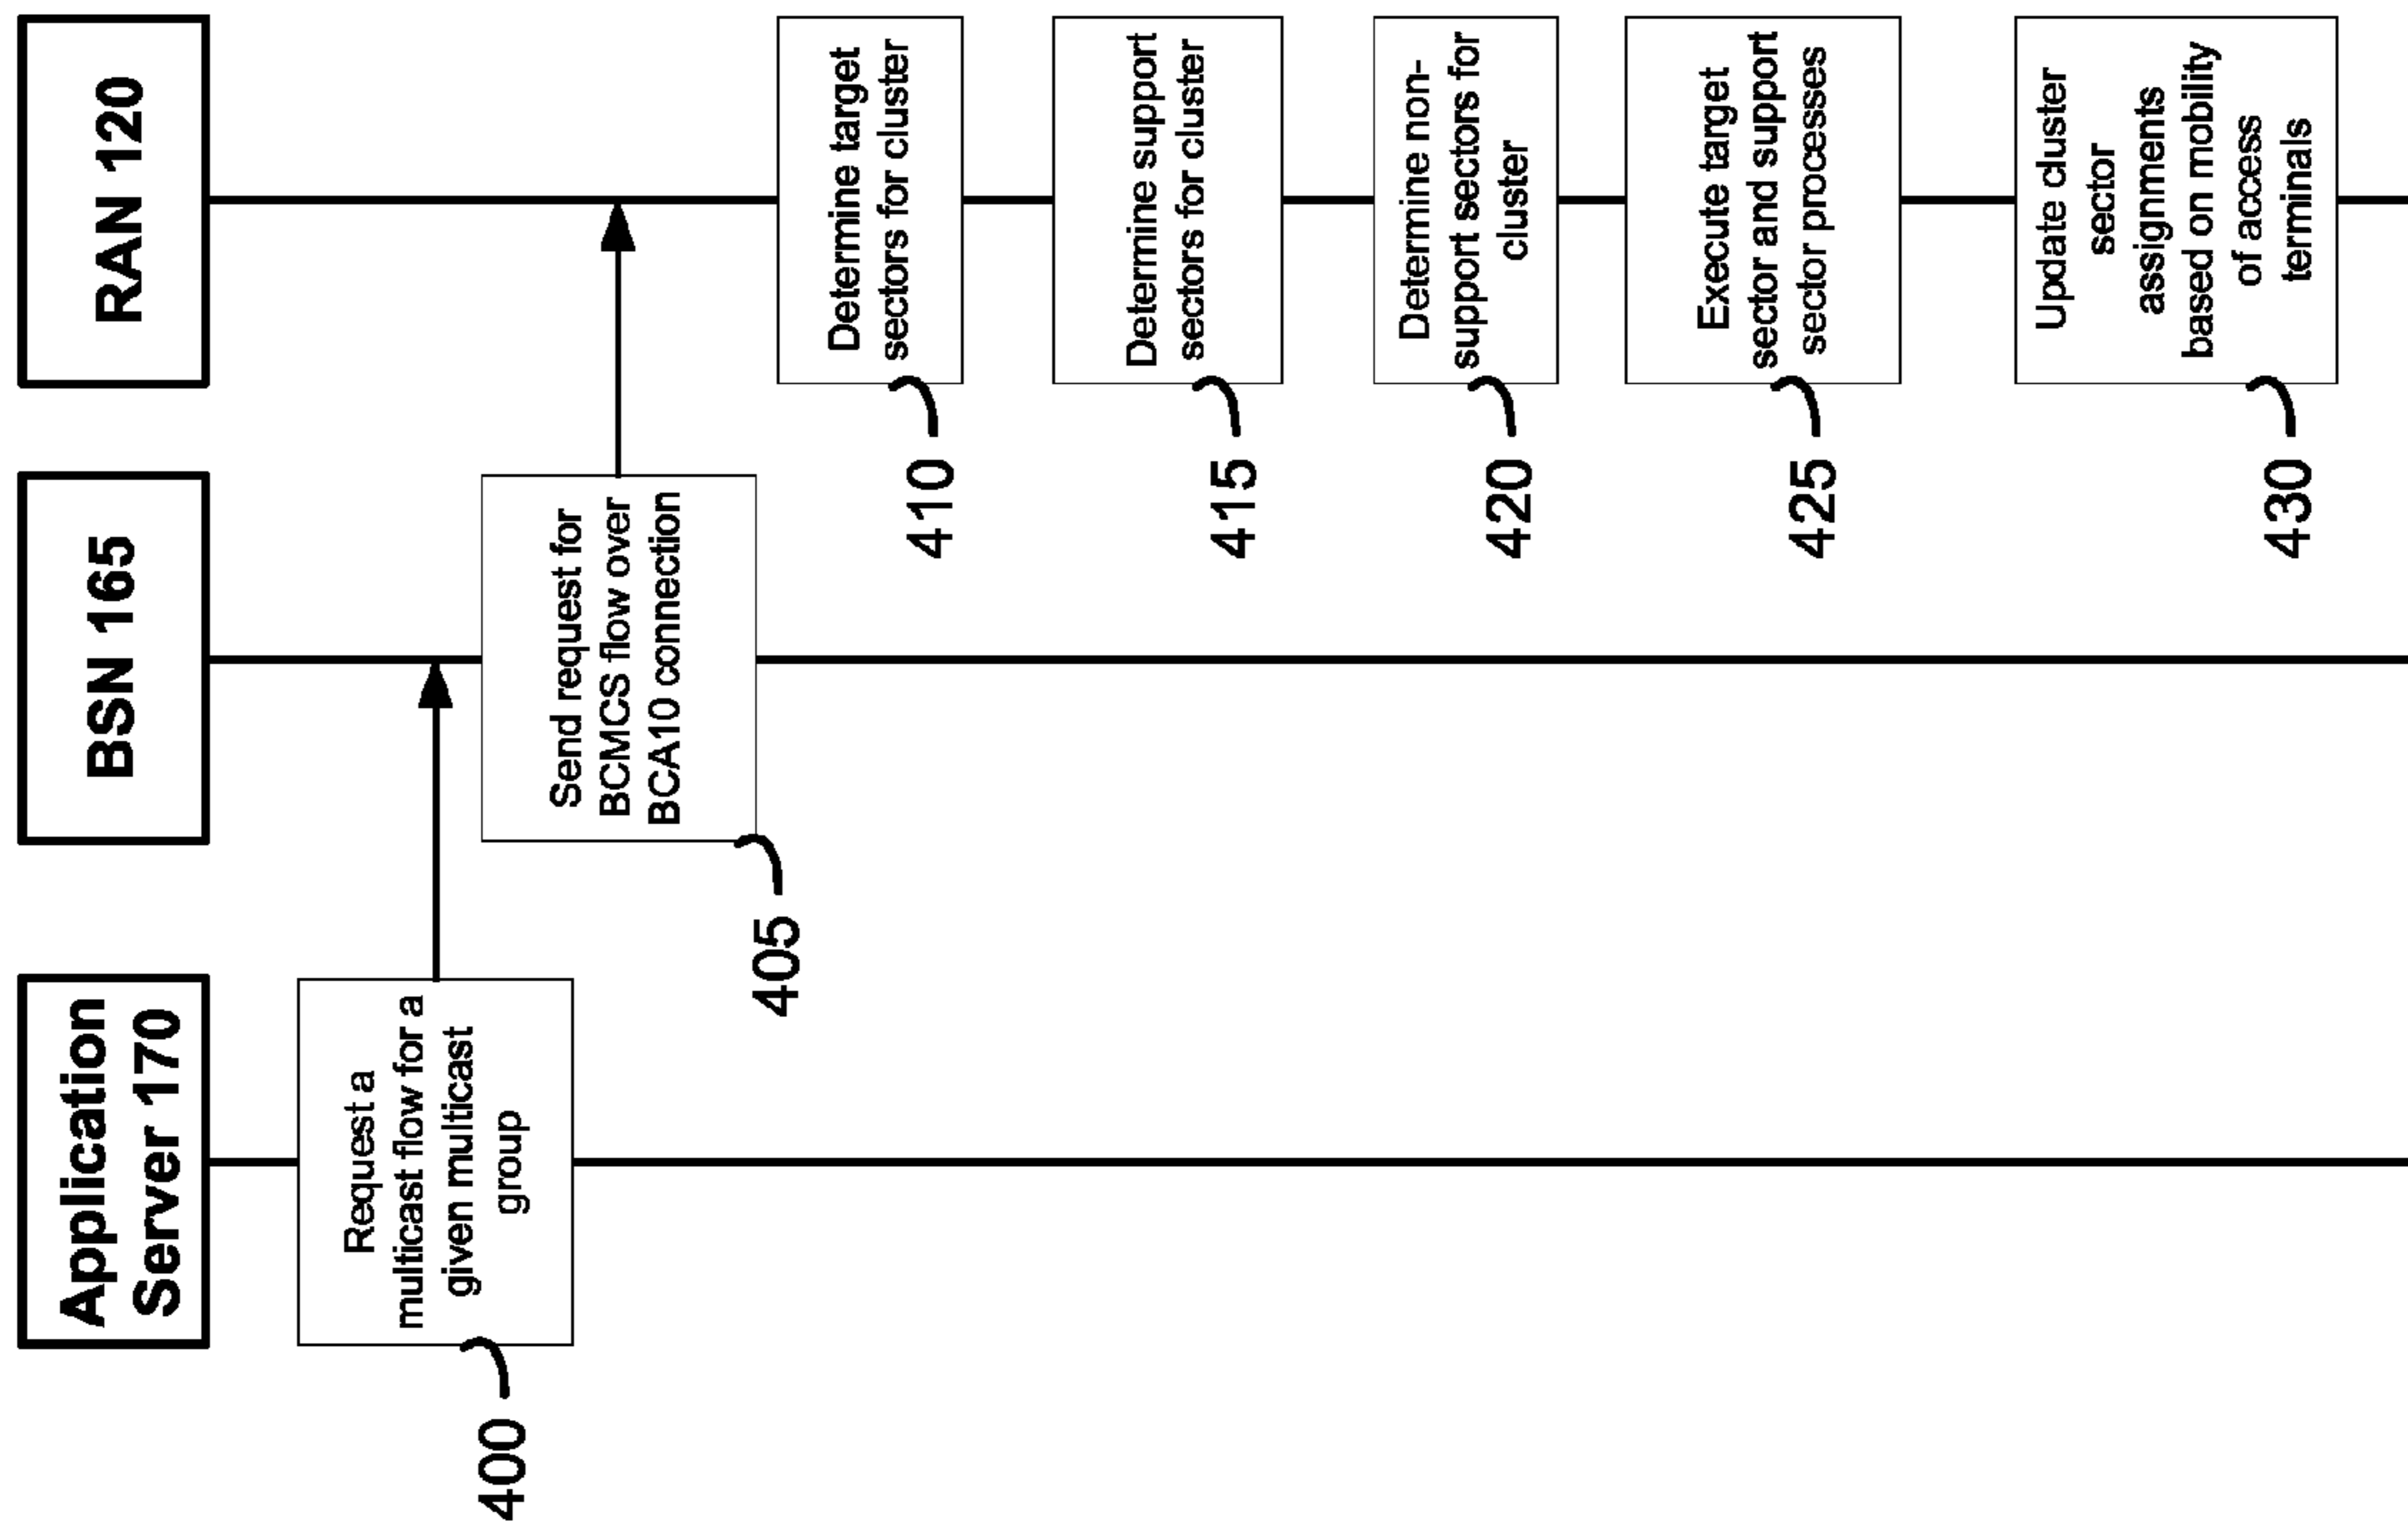 Application
Server 170
BSN 165
RAN 120
Request a
multicast flow for a
given multicast
group
400
Send request for
BCMCS flow over
BCA10 connection
405
Determine target
sectors for cluster
410
Determine support
sectors for cluster
415
Determine non-
support sectors for
cluster
420
Execute target
sector and support
sector processes
425
Update cluster
sector
assignments
based on mobility
of access
terminals
430